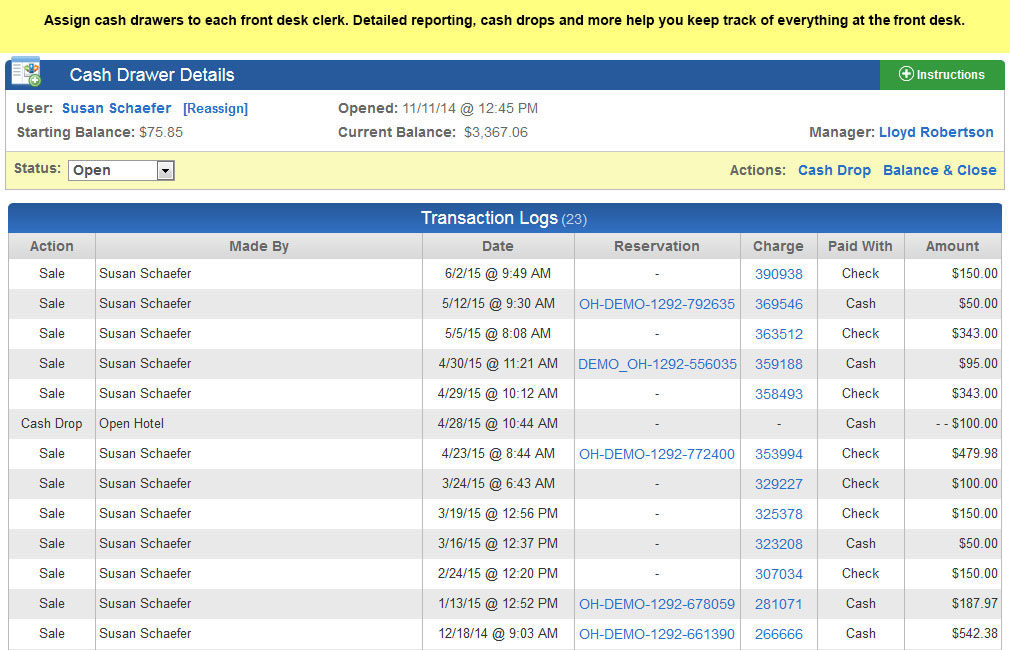 Assign cash drawers to each front desk clerk. Detailed reporting, cash drops and more help you keep track of everything at the front desk.
Cash Drawer Details
Instructions
User: Susan Schaefer [Reassign] Opened: 11/11/14 @ 12:45 PM
Starting Balance: $75.85 Current Balance: $3,367.06 Manager: Lloyd Robertson
Status: Open Actions: Cash Drop Balance & Close
Transaction Logs (23)
Action Made By Date Reservation Charge Paid With Amount
Sale Susan Schaefer 6/2/15 @ 9:49 AM - 390938 Check $150.00
Sale Susan Schaefer 5/12/15 @ 9:30 AM OH-DEMO-1292-792635 369546 Cash $50.00
Sale Susan Schaefer 5/5/15 @ 8:08 AM - 363512 Check $343.00
Sale Susan Schaefer 4/30/15 @ 11:21 AM DEMO_OH-1292-556035 359188 Cash $95.00
Sale Susan Schaefer 4/29/15 @ 10:12 AM - 358493 Check $343.00
Cash Drop Open Hotel 4/28/15 @ 10:44 AM - - Cash - - $100.00
Sale Susan Schaefer 4/23/15 @ 8:44 AM OH-DEMO-1292-772400 353994 Check $479.98
Sale Susan Schaefer 3/24/15 @ 6:43 AM - 329227 Check $100.00
Sale Susan Schaefer 3/19/15 @ 12:56 PM - 325378 Check $150.00
Sale Susan Schaefer 3/16/15 @ 12:37 PM - 323208 Cash $50.00
Sale Susan Schaefer 2/24/15 @ 12:20 PM - 307034 Check $150.00
Sale Susan Schaefer 1/13/15 @ 12:52 PM OH-DEMO-1292-678059 281071 Cash $187.97
Sale Susan Schaefer 12/18/14 @ 9:03 AM OH-DEMO-1292-661390 266666 Cash $542.38